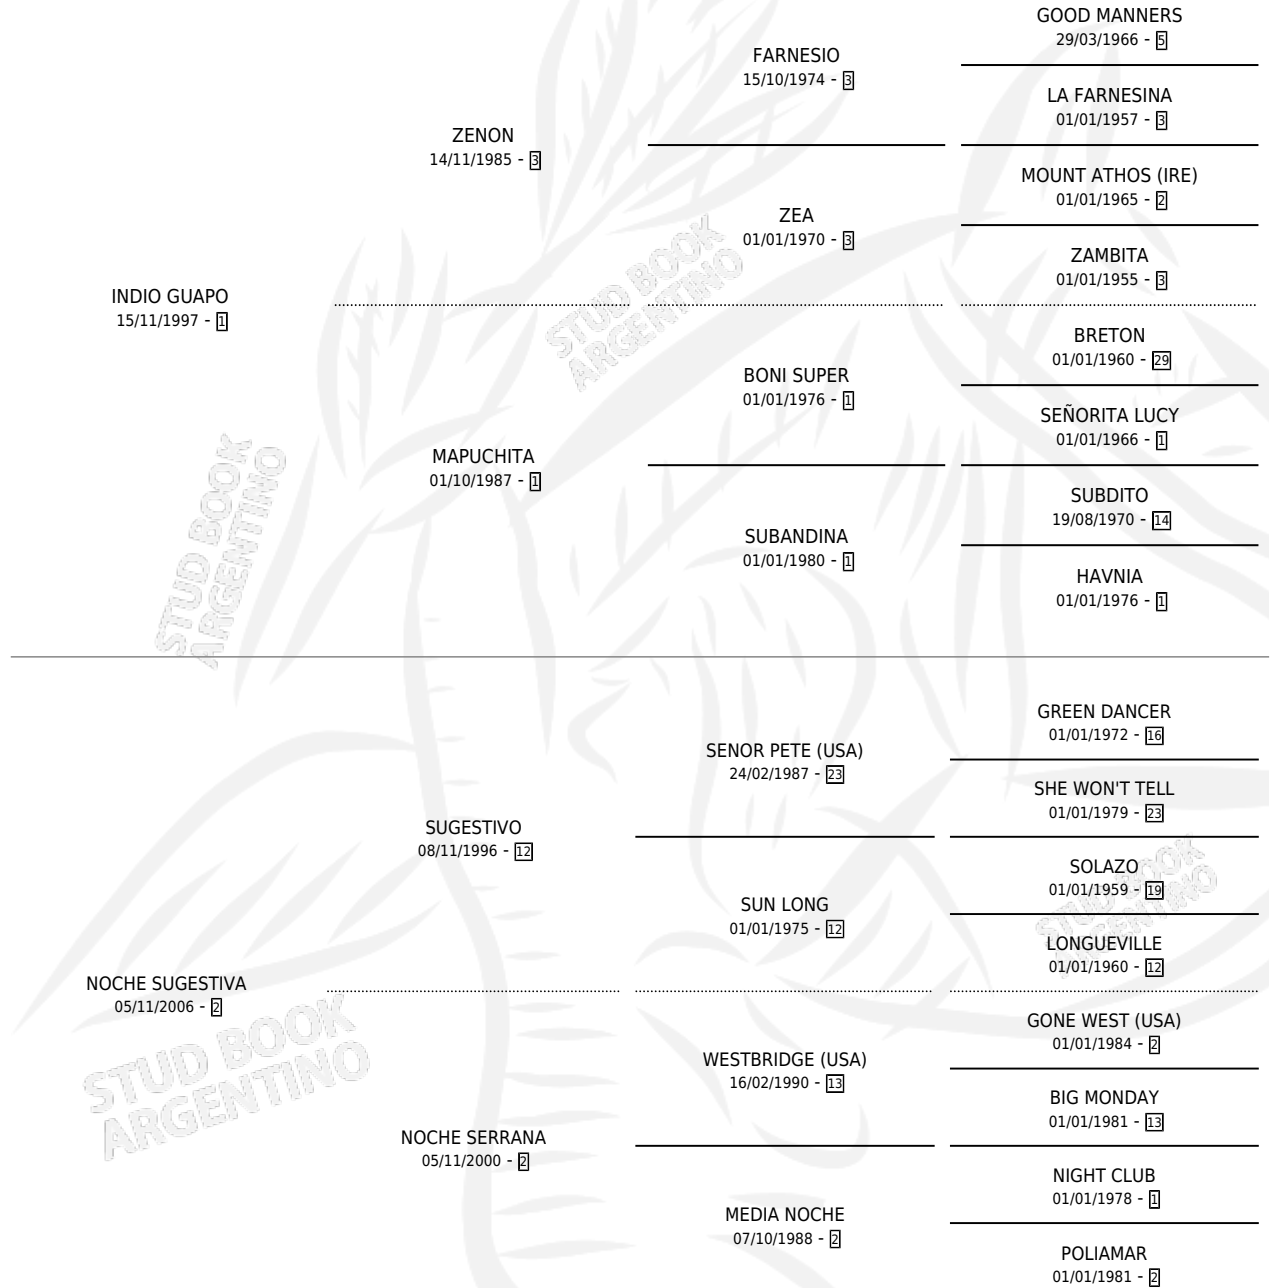 GOOD MANNERS
29/03/1966 - 5
FARNESIO
15/10/1974 - 3
LA FARNESINA
01/01/1957 - 3
ZENON
14/11/1985 - 3
MOUNT ATHOS (IRE)
01/01/1965 - 2
ZEA
01/01/1970 - 3
ZAMBITA
01/01/1955 - 3
INDIO GUAPO
15/11/1997 - 1
BRETON
01/01/1960 - 29
BONI SUPER
01/01/1976 - 1
SEÑORITA LUCY
01/01/1966 - 1
MAPUCHITA
01/10/1987 - 1
SUBDITO
19/08/1970 - 14
SUBANDINA
01/01/1980 - 1
HAVNIA
01/01/1976 - 1
GREEN DANCER
01/01/1972 - 16
SENOR PETE (USA)
24/02/1987 - 23
SHE WON'T TELL
01/01/1979 - 23
SUGESTIVO
08/11/1996 - 12
SOLAZO
01/01/1959 - 19
SUN LONG
01/01/1975 - 12
LONGUEVILLE
01/01/1960 - 12
NOCHE SUGESTIVA
05/11/2006 - 2
GONE WEST (USA)
01/01/1984 - 2
WESTBRIDGE (USA)
16/02/1990 - 13
BIG MONDAY
01/01/1981 - 13
NOCHE SERRANA
05/11/2000 - 2
NIGHT CLUB
01/01/1978 - 1
MEDIA NOCHE
07/10/1988 - 2
POLIAMAR
01/01/1981 - 2
STUD BOOK
ARGENTINO
STUD BOOK
ARGENTINO
STUD BOOK
ARGENTINO
STUD BOOK
ARGENTINO